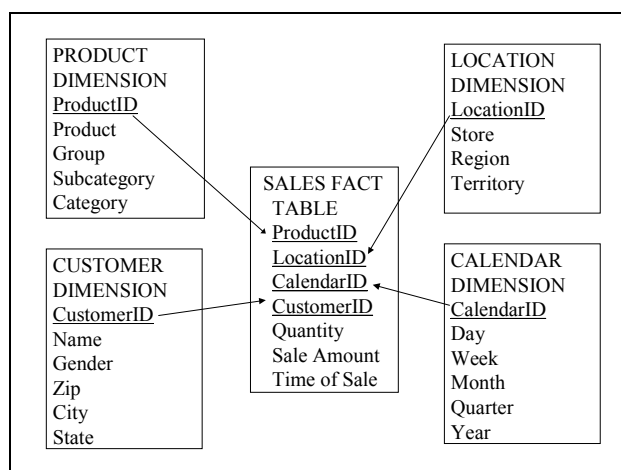 PRODUCT
DIMENSION
ProductID
Product
Group
Subcategory
Category
LOCATION
DIMENSION
LocationID
Store
Region
Territory
SALES FACT
TABLE
ProductID
LocationID
CalendarID
CustomerID
Quantity
Sale Amount
Time of Sale
CUSTOMER
DIMENSION
CustomerID
Name
Gender
Zip
City
State
CALENDAR
DIMENSION
CalendarID
Day
Week
Month
Quarter
Year